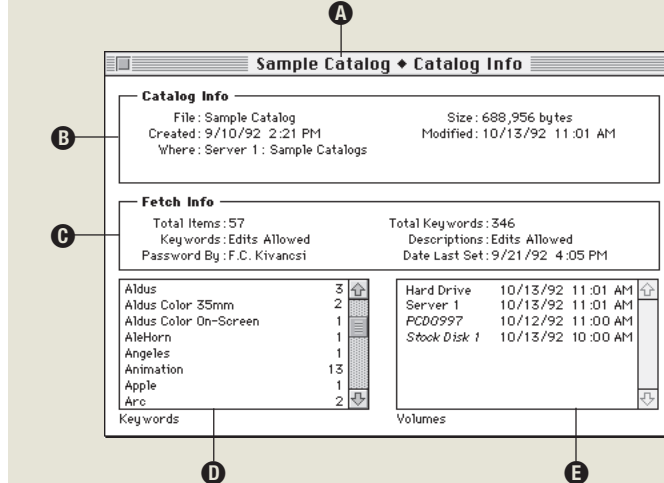 A
Sample Catalog ◆ Catalog Info
B
Catalog Info
File: Sample Catalog
Size: 688,956 bytes
Created: 9/10/92 2:21 PM
Modified: 10/13/92 11:01 AM
Where: Server 1: Sample Catalogs
C
Fetch Info
Total Items: 57
Total Keywords: 346
Keywords: Edits Allowed
Descriptions: Edits Allowed
Password By: F.C. Kivancsi
Date Last Set: 9/21/92 4:05 PM
Aldus 3
Aldus Color 35mm 2
Aldus Color On-Screen 1
AleHorn 1
Angeles 1
Animation 13
Apple 1
Arc 2
Keywords
Hard Drive 10/13/92 11:01 AM
Server 1 10/13/92 11:01 AM
PCD0997 10/12/92 11:00 AM
Stock Disk 1 10/13/92 10:00 AM
Volumes
D
E